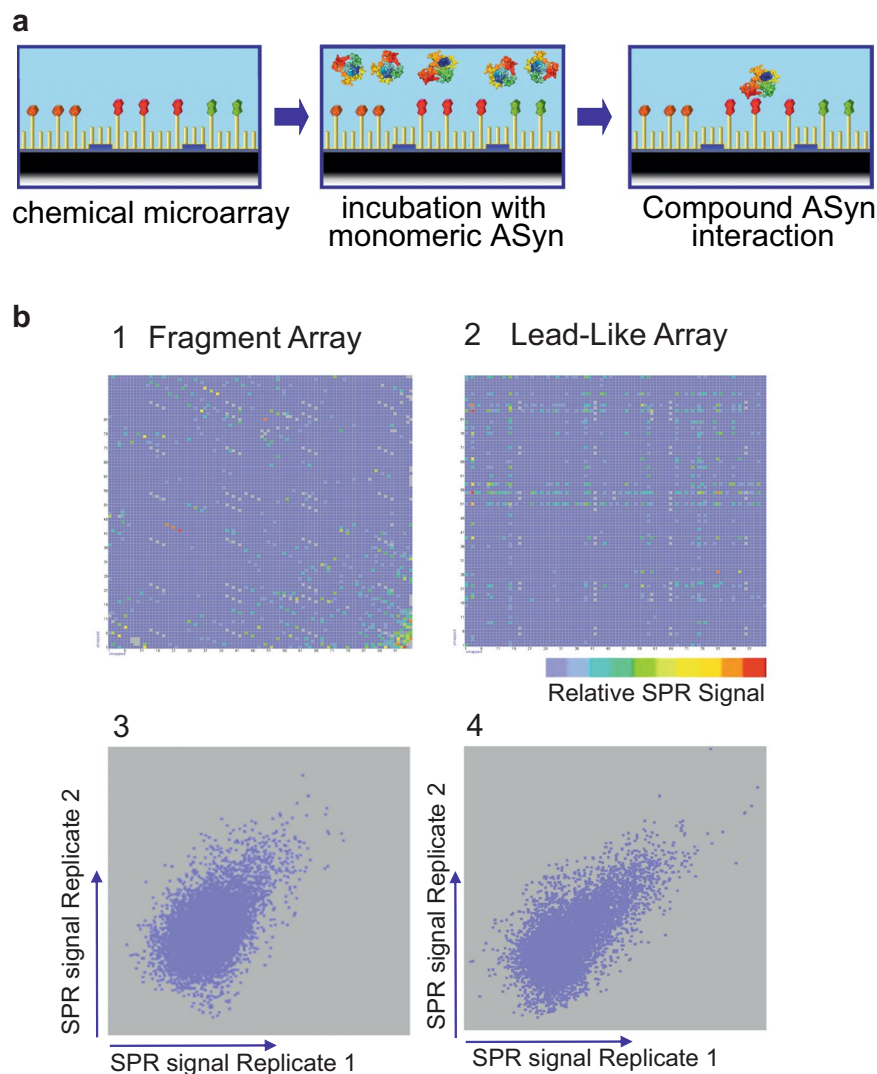 a
chemical microarray
incubation with
monomeric ASyn
Compound ASyn
interaction
b
1 Fragment Array
2 Lead-Like Array
Relative SPR Signal
3
4
SPR signal Replicate 2
SPR signal Replicate 1
SPR signal Replicate 2
SPR signal Replicate 1